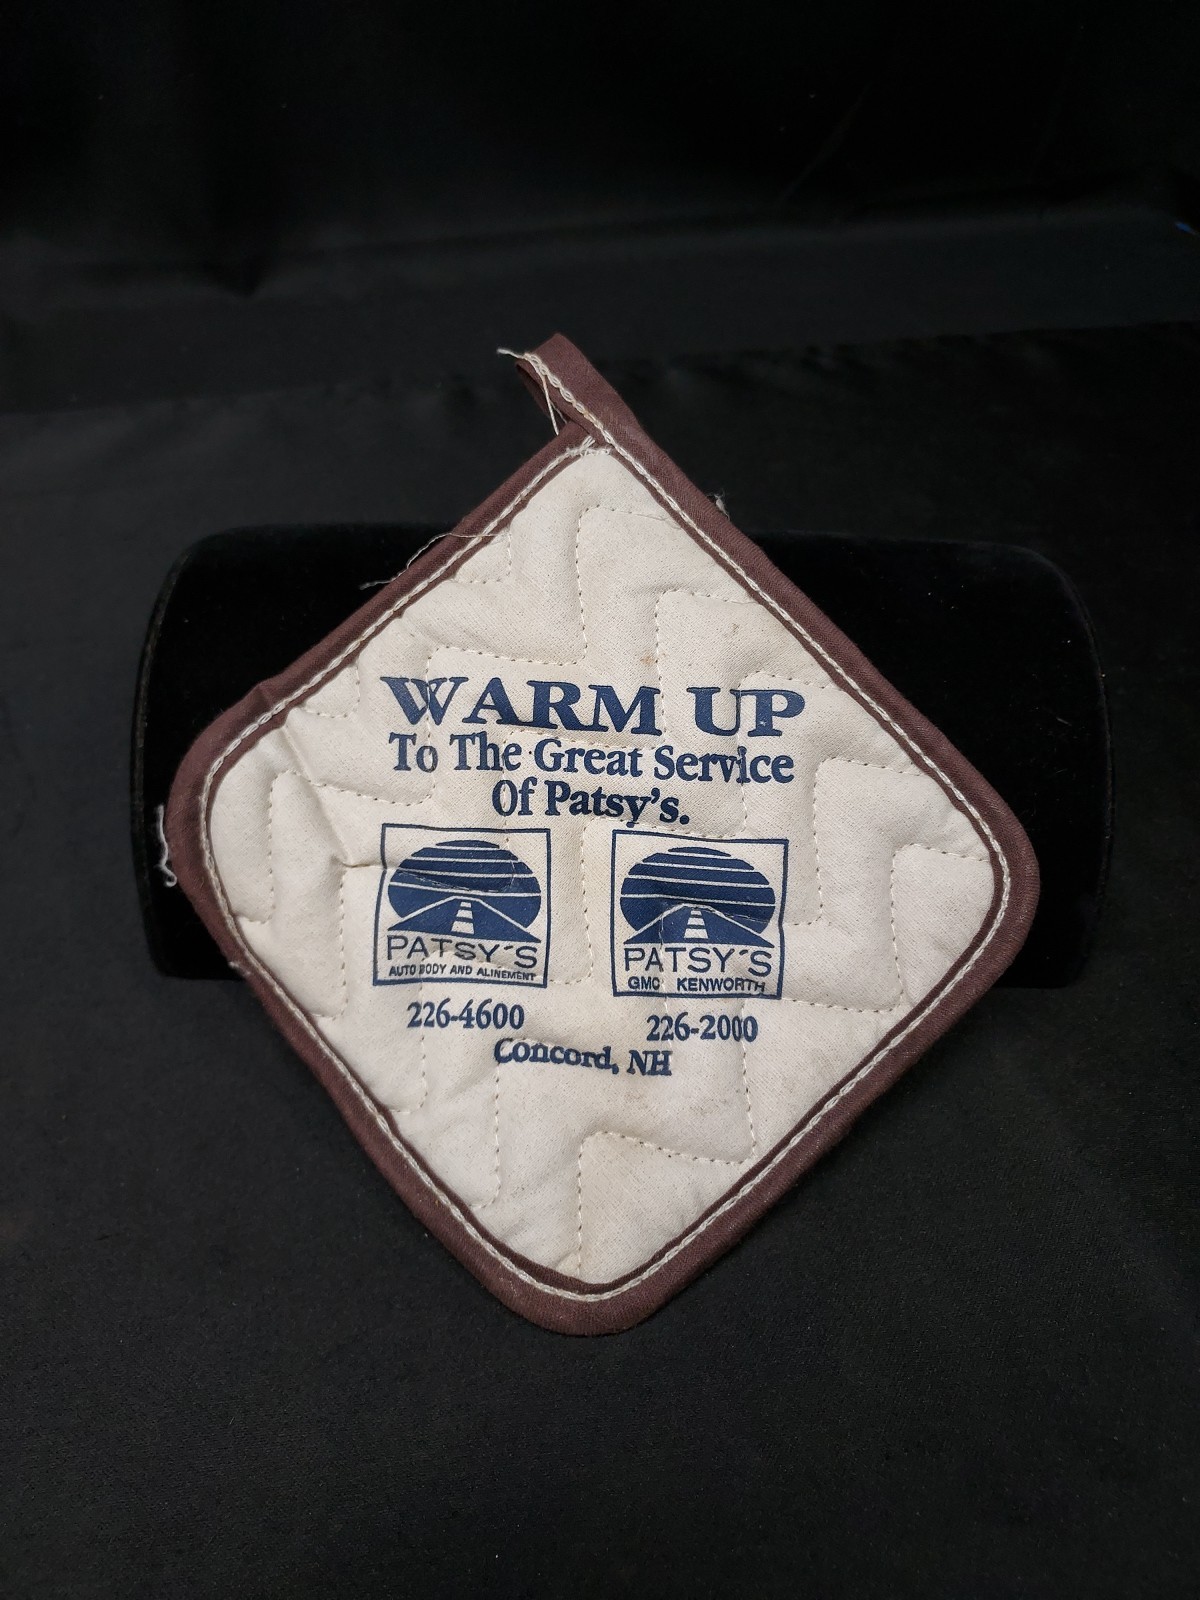 WARM UP
To The Great Service
Of Patsy's.
PATSY'S
AUTO BODY AND ALINEMENT
226-4600
PATSY'S
GMC KENWORTH
226-2000
Concord, NH